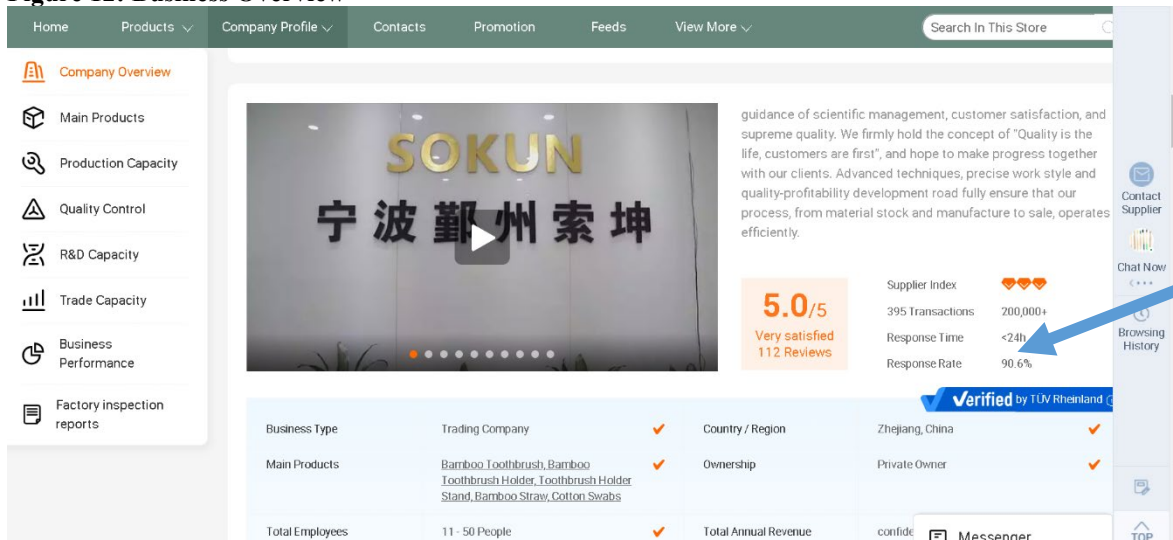 Home Products Company Profile Contacts Promotion Feeds View More Search In This Store
Company Overview
Main Products
Production Capacity
Quality Control
R&D Capacity
Trade Capacity
Business
Performance
Factory inspection
reports
SOKUN
宁波鄞州索坤
guidance of scientific management, customer satisfaction, and
supreme quality. We firmly hold the concept of "Quality is the
life, customers are first", and hope to make progress together
with our clients. Advanced techniques, precise work style and
quality-profitability development road fully ensure that our
process, from material stock and manufacture to sale, operates
efficiently.
5.0/5
Very satisfied
112 Reviews
Supplier Index
395 Transactions 200,000+
Response Time <24h
Response Rate 90.6%
Verified by TÜV Rheinland
Business Type Trading Company Country / Region Zhejiang, China
Main Products Bamboo Toothbrush, Bamboo Ownership Private Owner
Toothbrush Holder, Toothbrush Holder
Stand, Bamboo Straw, Cotton Swabs
Total Employees 11 - 50 People Total Annual Revenue confide
Messenger
Contact
Supplier
Chat Now
Browsing
History
TOP